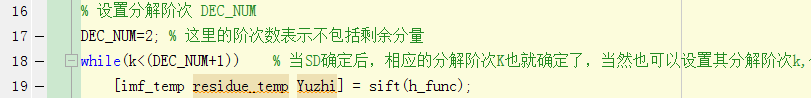 16 % 设置分解阶次 DEC_NUM
17 - DEC_NUM=2; % 这里的阶次数表示不包括剩余分量
18 - while(k<(DEC_NUM+1)) % 当SD确定后，相应的分解阶次K也就确定了，当然也可以设置其分解阶次k,
19 - [imf_temp residue_temp Yuzhi] = sift(h_func);